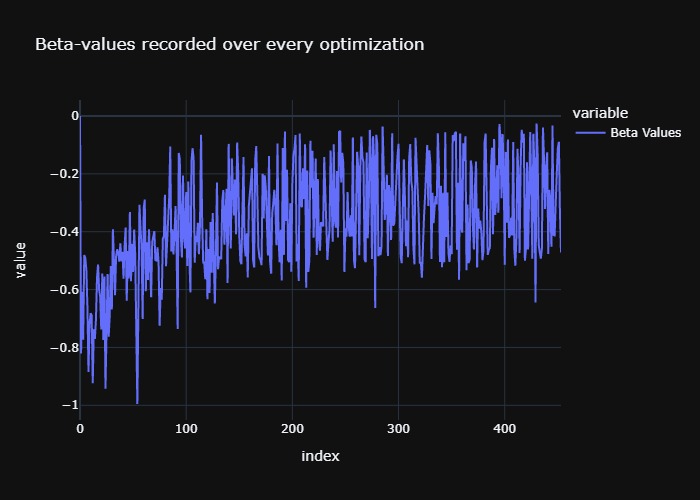 Beta-values recorded over every optimization
variable
Beta Values
0
−0.2
−0.4
−0.6
−0.8
−1
value
0
100
200
300
400
index